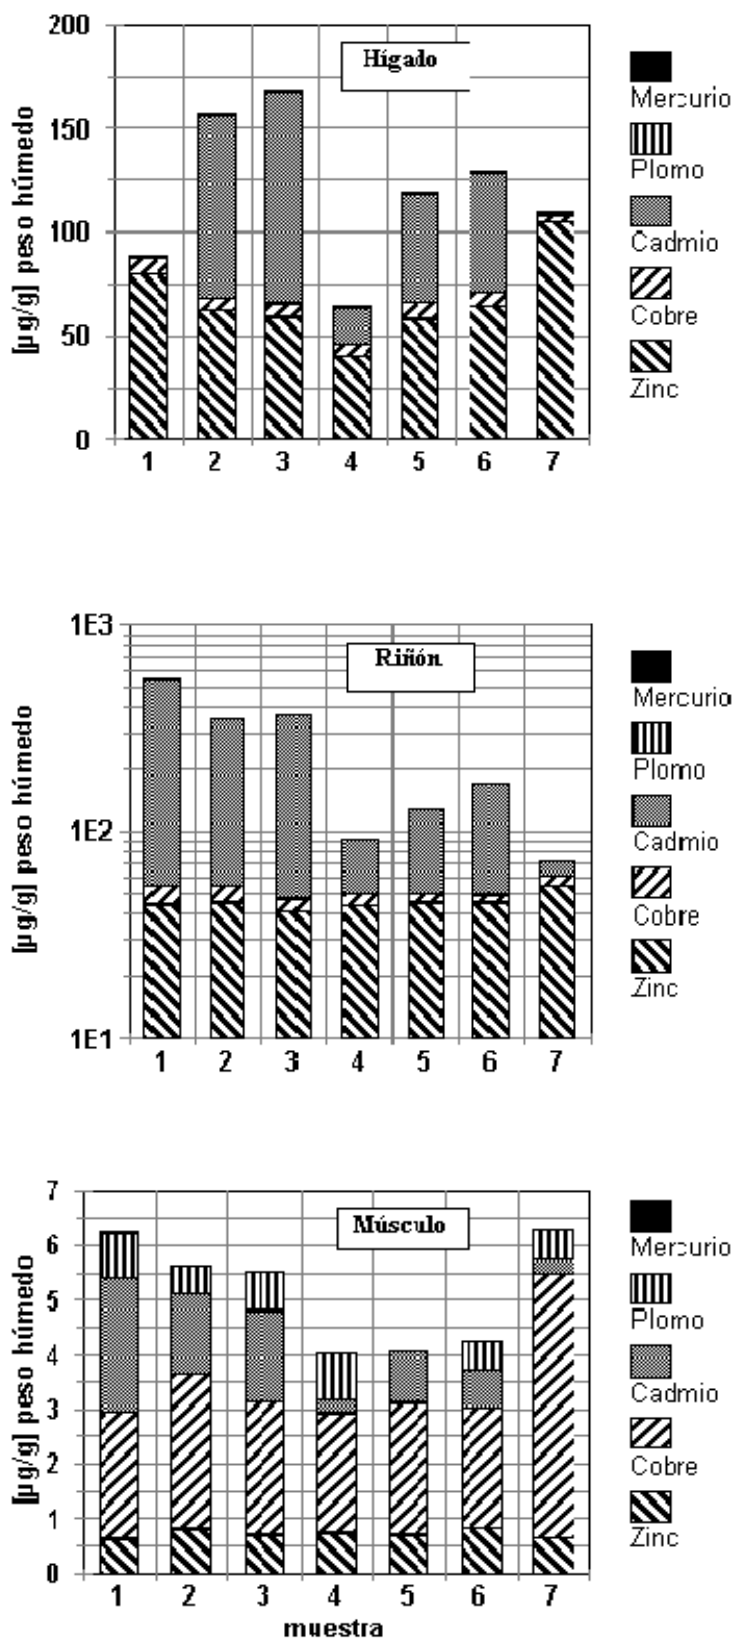 200
150
100
50
0
[µg/g] peso húmedo
Hígado
1 2 3 4 5 6 7
Mercurio
Plomo
Cadmio
Cobre
Zinc
1E3
1E2
1E1
[µg/g] peso húmedo
Riñón
1 2 3 4 5 6 7
Mercurio
Plomo
Cadmio
Cobre
Zinc
7
6
5
4
3
2
1
0
[µg/g] peso húmedo
Músculo
1 2 3 4 5 6 7
muestra
Mercurio
Plomo
Cadmio
Cobre
Zinc